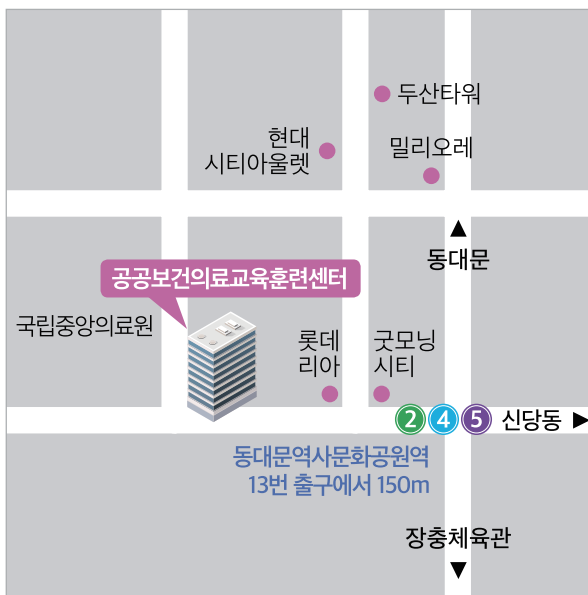 두산타워
현대
시티아울렛
밀리오레
▲
동대문
공공보건의료교육훈련센터
국립중앙의료원
롯데
리아
굿모닝
시티
2 4 5 신당동 ▶
동대문역사문화공원역
13번 출구에서 150m
장충체육관
▼